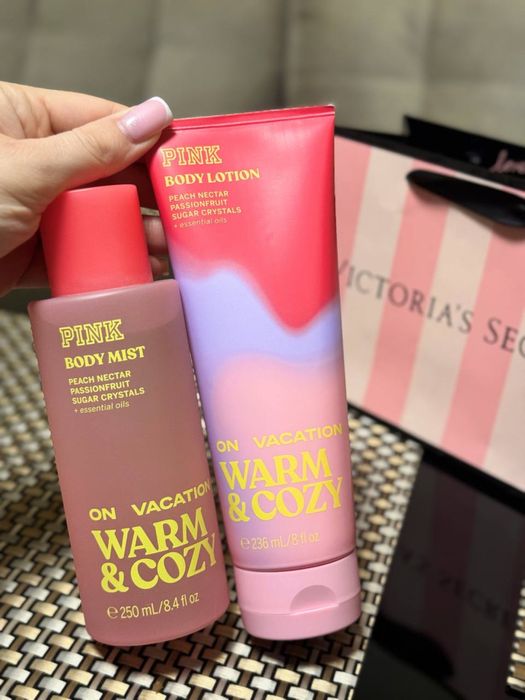 PINK
BODY LOTION
PEACH NECTAR
PASSIONFRUIT
SUGAR CRYSTALS
+ essential oils
ON VACATION
WARM
& COZY
℮ 236 mL/8 fl oz
PINK
BODY MIST
PEACH NECTAR
PASSIONFRUIT
SUGAR CRYSTALS
+ essential oils
ON VACATION
WARM
& COZY
℮ 250 mL/8.4 fl oz
VICTORIA'S SEC